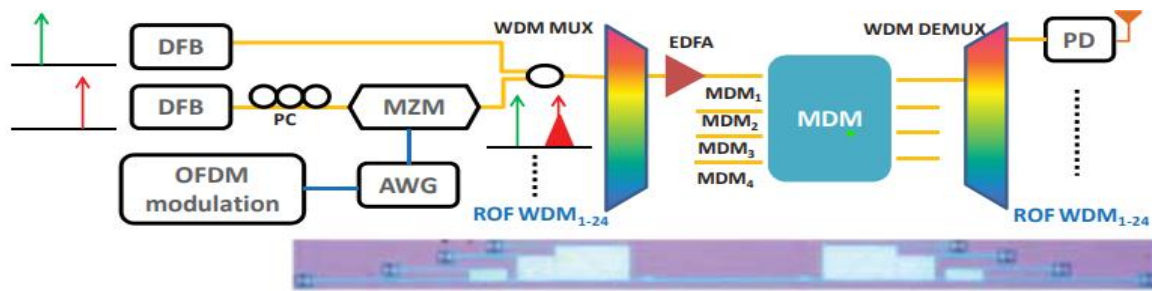 WDM MUX
WDM DEMUX
DFB
EDFA
PD
MDM₁
DFB
PC
MZM
MDM₂
MDM
MDM₃
MDM₄
OFDM
modulation
AWG
ROF WDM₁₋₂₄
ROF WDM₁₋₂₄